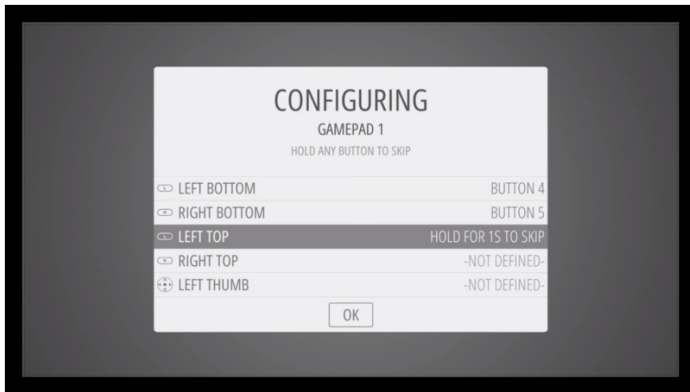 CONFIGURING
GAMEPAD 1
HOLD ANY BUTTON TO SKIP
LEFT BOTTOM BUTTON 4
RIGHT BOTTOM BUTTON 5
LEFT TOP HOLD FOR 1S TO SKIP
RIGHT TOP -NOT DEFINED-
LEFT THUMB -NOT DEFINED-
OK